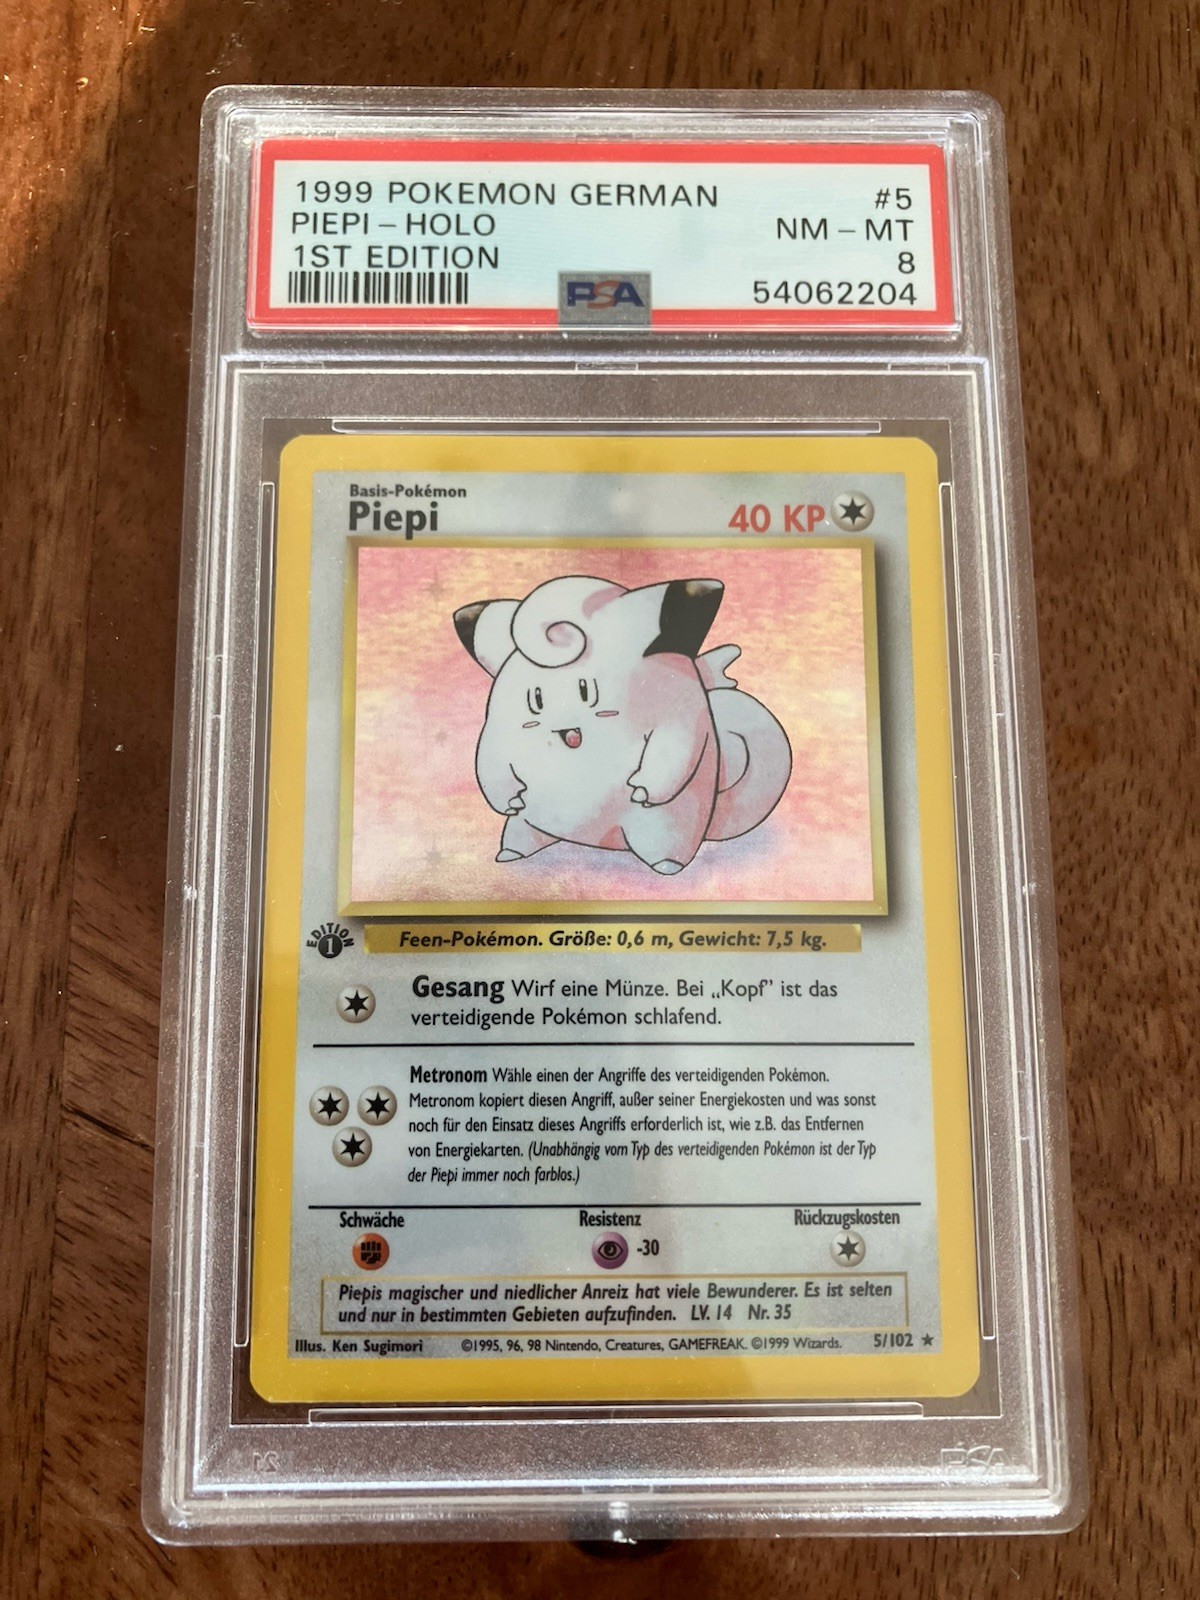 1999 POKEMON GERMAN #5
PIEPI - HOLO NM - MT
1ST EDITION 8
PSA 54062204
Basis-Pokémon
Piepi 40 KP
EDITION 1
Feen-Pokémon. Größe: 0,6 m, Gewicht: 7,5 kg.
Gesang Wirf eine Münze. Bei „Kopf” ist das
verteidigende Pokémon schlafend.
Metronom Wähle einen der Angriffe des verteidigenden Pokémon.
Metronom kopiert diesen Angriff, außer seiner Energiekosten und was sonst
noch für den Einsatz dieses Angriffs erforderlich ist, wie z.B. das Entfernen
von Energiekarten. (Unabhängig vom Typ des verteidigenden Pokémon ist der Typ
der Piepi immer noch farblos.)
Schwäche Resistenz Rückzugskosten
-30
Piepis magischer und niedlicher Anreiz hat viele Bewunderer. Es ist selten
und nur in bestimmten Gebieten aufzufinden. LV. 14 Nr. 35
Illus. Ken Sugimori ©1995, 96, 98 Nintendo, Creatures, GAMEFREAK. ©1999 Wizards. 5/102 ★
21 PSA